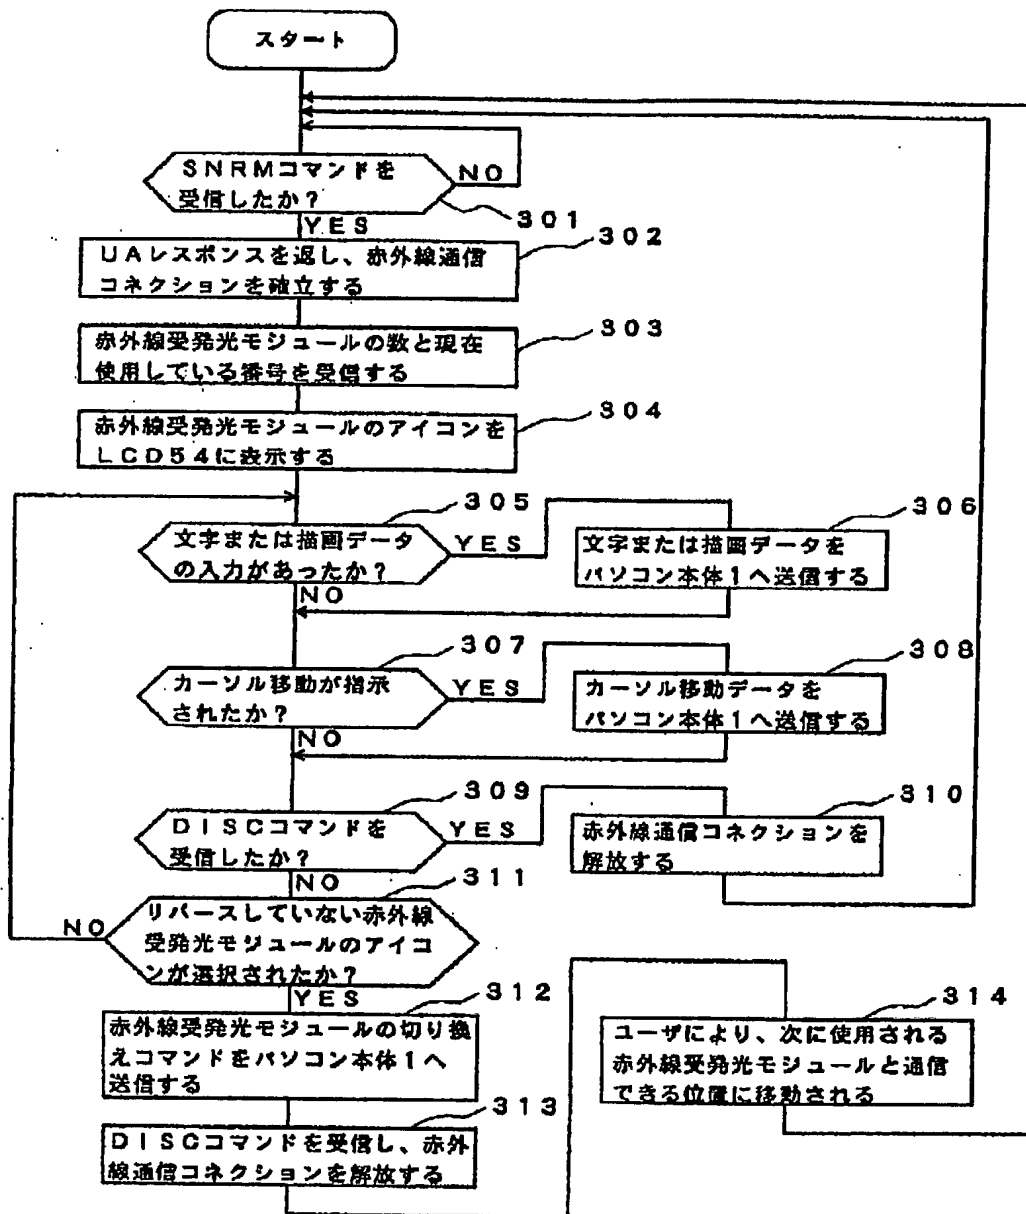 スタート
SNRMコマンドを
受信したか?
NO
301
YES
302
UAレスポンスを返し、赤外線通信
コネクションを確立する
303
赤外線受発光モジュールの数と現在
使用している番号を受信する
304
赤外線受発光モジュールのアイコンを
LCD54に表示する
305
文字または描画データ
の入力があったか?
YES
NO
306
文字または描画データを
パソコン本体1へ送信する
307
カーソル移動が指示
されたか?
YES
NO
308
カーソル移動データを
パソコン本体1へ送信する
309
DISCコマンドを
受信したか?
YES
NO
310
赤外線通信コネクションを
解放する
311
リバースしていない赤外線
受発光モジュールのアイコ
ンが選択されたか?
NO
YES
312
赤外線受発光モジュールの切り換
えコマンドをパソコン本体1へ
送信する
313
DISCコマンドを受信し、赤外
線通信コネクションを解放する
314
ユーザにより、次に使用される
赤外線受発光モジュールと通信
できる位置に移動される